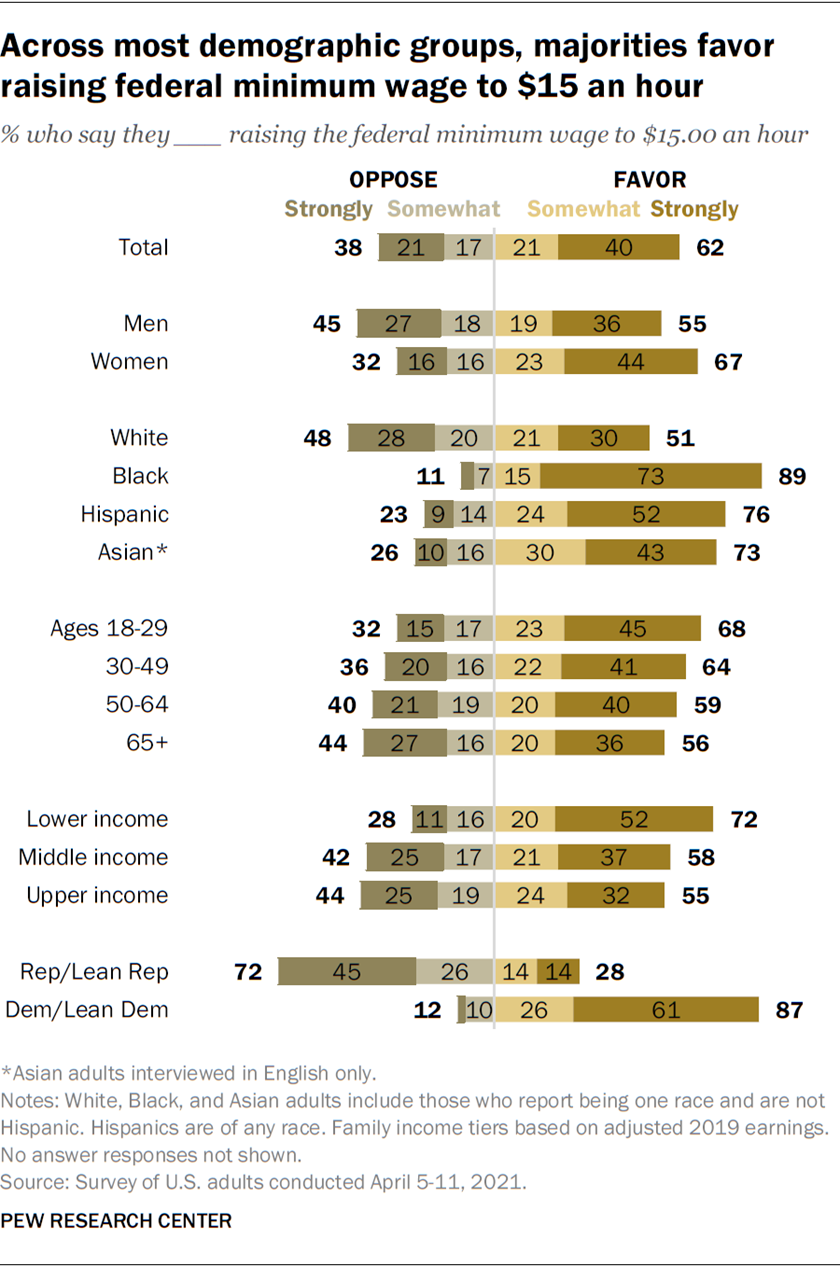 Across most demographic groups, majorities favor
raising federal minimum wage to $15 an hour
% who say they ____ raising the federal minimum wage to $15.00 an hour
OPPOSE FAVOR
Strongly Somewhat Somewhat Strongly
Total 38 21 17 21 40 62
Men 45 27 18 19 36 55
Women 32 16 16 23 44 67
White 48 28 20 21 30 51
Black 11 7 15 73 89
Hispanic 23 9 14 24 52 76
Asian* 26 10 16 30 43 73
Ages 18-29 32 15 17 23 45 68
30-49 36 20 16 22 41 64
50-64 40 21 19 20 40 59
65+ 44 27 16 20 36 56
Lower income 28 11 16 20 52 72
Middle income 42 25 17 21 37 58
Upper income 44 25 19 24 32 55
Rep/Lean Rep 72 45 26 14 14 28
Dem/Lean Dem 12 10 26 61 87
*Asian adults interviewed in English only.
Notes: White, Black, and Asian adults include those who report being one race and are not
Hispanic. Hispanics are of any race. Family income tiers based on adjusted 2019 earnings.
No answer responses not shown.
Source: Survey of U.S. adults conducted April 5-11, 2021.
PEW RESEARCH CENTER